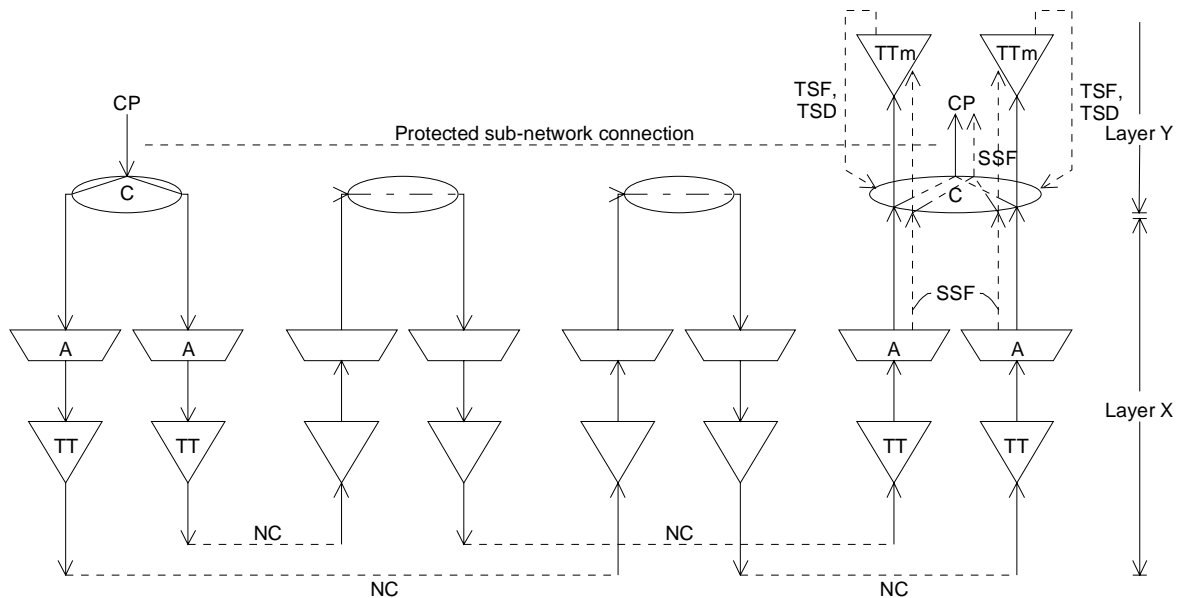 TTm
TTm
TSF,
TSD
TSF,
TSD
CP
CP
Protected sub-network connection
Layer Y
SSF
C
C
SSF
A
A
A
A
Layer X
TT
TT
TT
TT
NC
NC
NC
NC